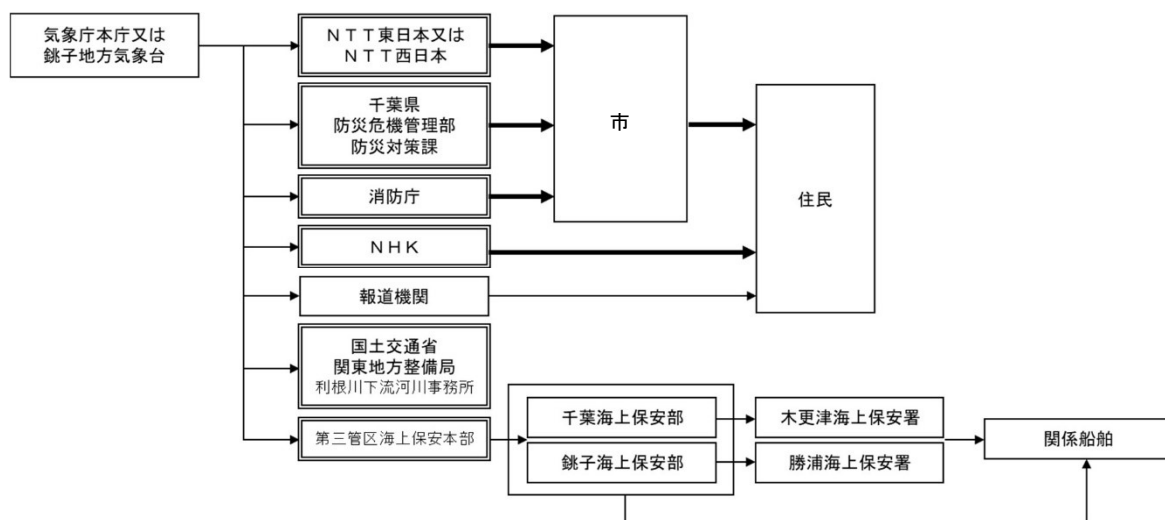 気象庁本庁又は
銚子地方気象台
ＮＴＴ東日本又は
ＮＴＴ西日本
千葉県
防災危機管理部
防災対策課
消防庁
ＮＨＫ
報道機関
国土交通省
関東地方整備局
利根川下流河川事務所
第三管区海上保安本部
市
住民
千葉海上保安部
銚子海上保安部
木更津海上保安署
勝浦海上保安署
関係船舶